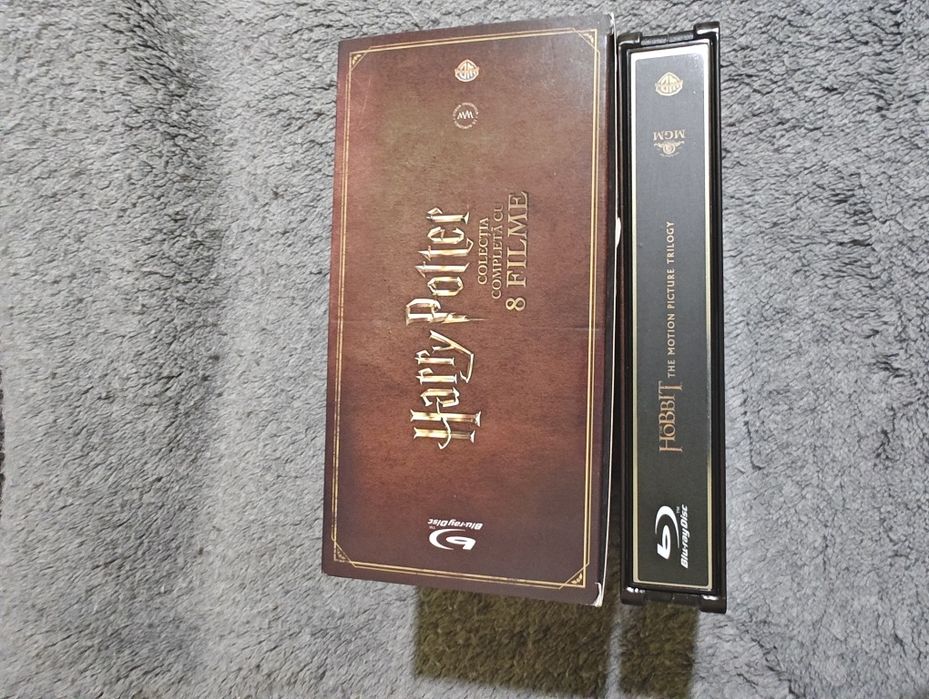 Harry Potter
COLECȚIA
COMPLETĂ CU
8 FILME
Blu-ray Disc
WW
WB
MGM
THE HOBBIT THE MOTION PICTURE TRILOGY
Blu-ray Disc